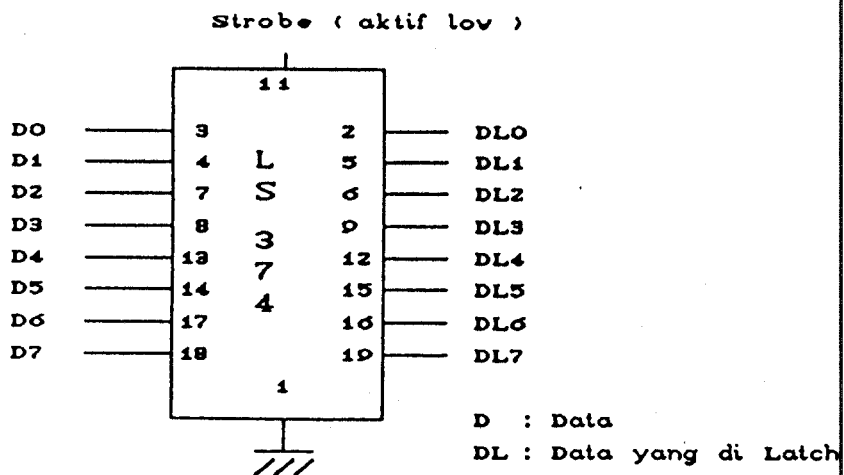 Strobe ( aktif low )
11
D0 3 2 DL0
D1 4 L 5 DL1
D2 7 S 6 DL2
D3 8 9 DL3
3
D4 13 12 DL4
7
D5 14 15 DL5
4
D6 17 16 DL6
D7 18 19 DL7
1
D : Data
DL : Data yang di Latch